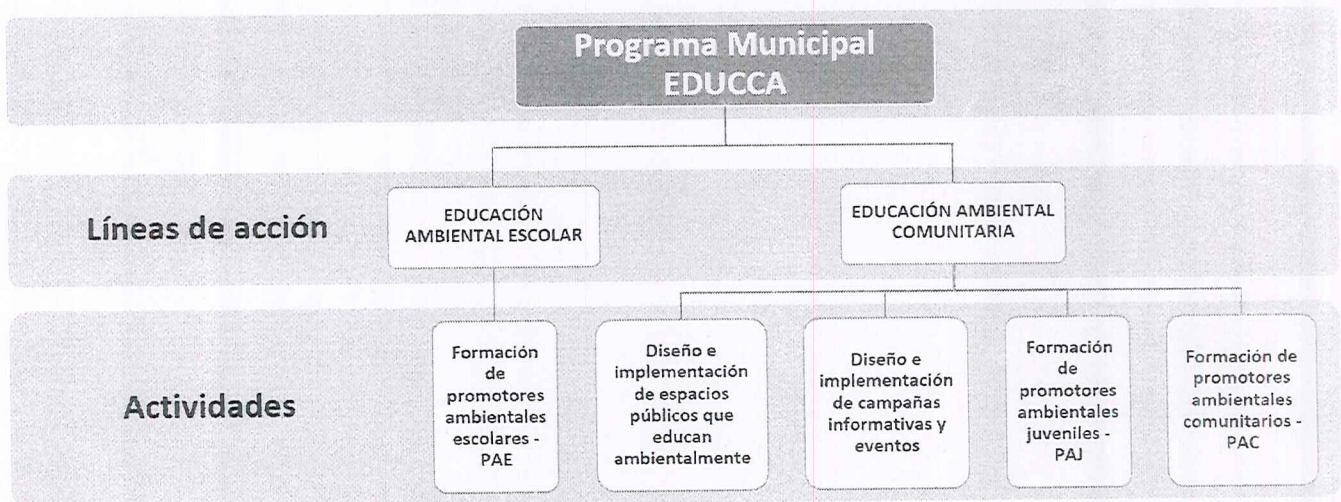 Programa Municipal
EDUCCA
Líneas de acción
EDUCACIÓN
AMBIENTAL ESCOLAR
EDUCACIÓN AMBIENTAL
COMUNITARIA
Actividades
Formación
de
promotores
ambientales
escolares -
PAE
Diseño e
implementación
de espacios
públicos que
educan
ambientalmente
Diseño e
implementación
de campañas
informativas y
eventos
Formación
de
promotores
ambientales
juveniles -
PAJ
Formación de
promotores
ambientales
comunitarios -
PAC